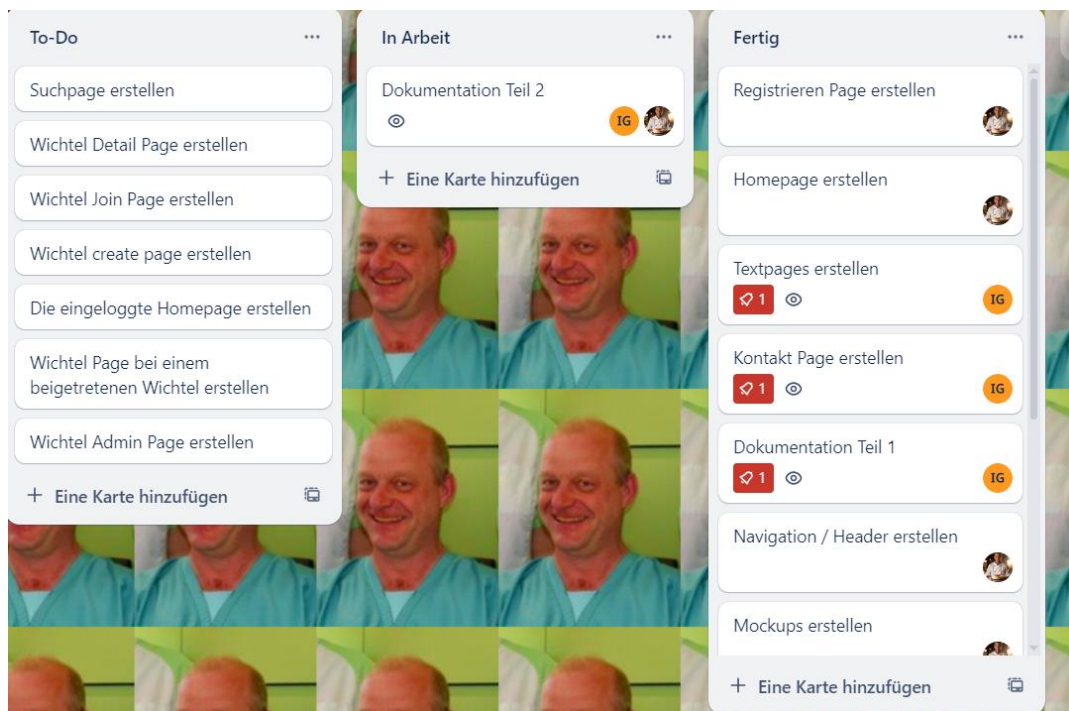 To-Do
Suchpage erstellen
Wichtel Detail Page erstellen
Wichtel Join Page erstellen
Wichtel create page erstellen
Die eingeloggte Homepage erstellen
Wichtel Page bei einem
beigetretenen Wichtel erstellen
Wichtel Admin Page erstellen
+ Eine Karte hinzufügen
In Arbeit
Dokumentation Teil 2
IG
+ Eine Karte hinzufügen
Fertig
Registrieren Page erstellen
Homepage erstellen
Textpages erstellen
1
IG
Kontakt Page erstellen
1
IG
Dokumentation Teil 1
1
IG
Navigation / Header erstellen
Mockups erstellen
+ Eine Karte hinzufügen